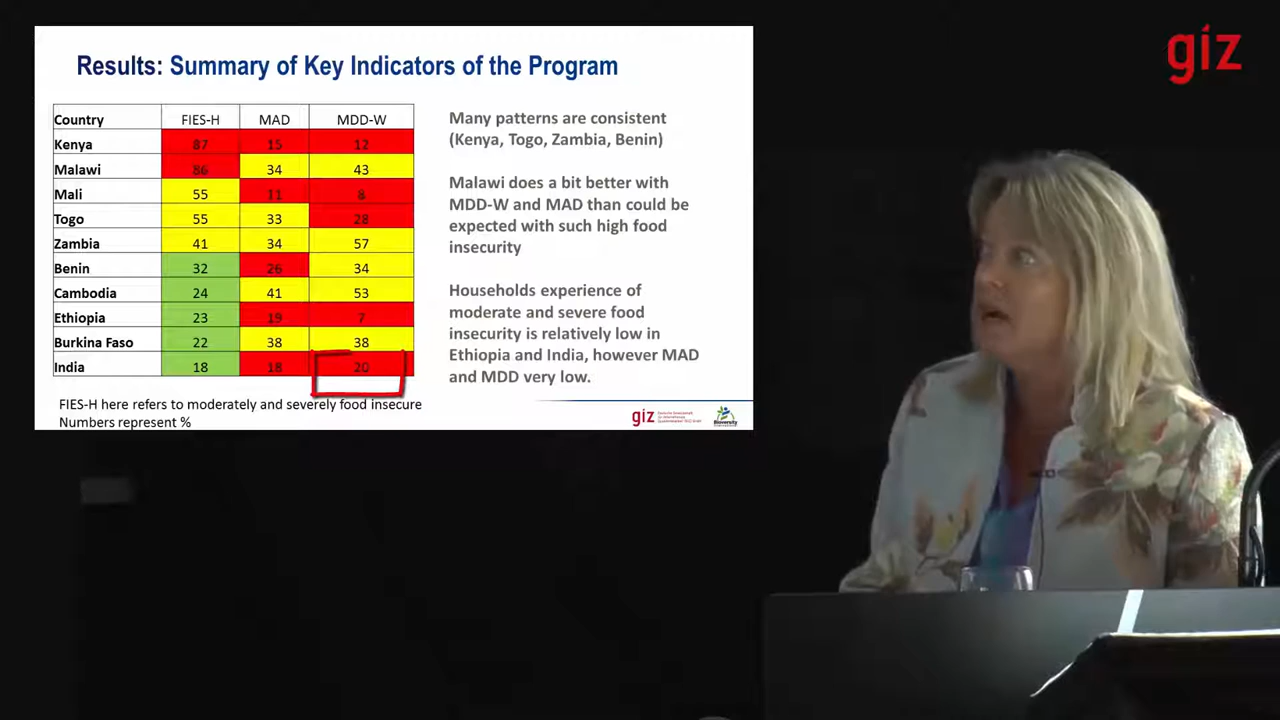 giz
Results: Summary of Key Indicators of the Program
Country FIES-H MAD MDD-W
Kenya 87 15 12
Malawi 86 34 43
Mali 55 11 8
Togo 55 33 28
Zambia 41 34 57
Benin 32 26 34
Cambodia 24 41 53
Ethiopia 23 19 7
Burkina Faso 22 38 38
India 18 18 20
FIES-H here refers to moderately and severely food insecure
Numbers represent %
Many patterns are consistent
(Kenya, Togo, Zambia, Benin)
Malawi does a bit better with
MDD-W and MAD than could be
expected with such high food
insecurity
Households experience of
moderate and severe food
insecurity is relatively low in
Ethiopia and India, however MAD
and MDD very low.
giz
Bioversity